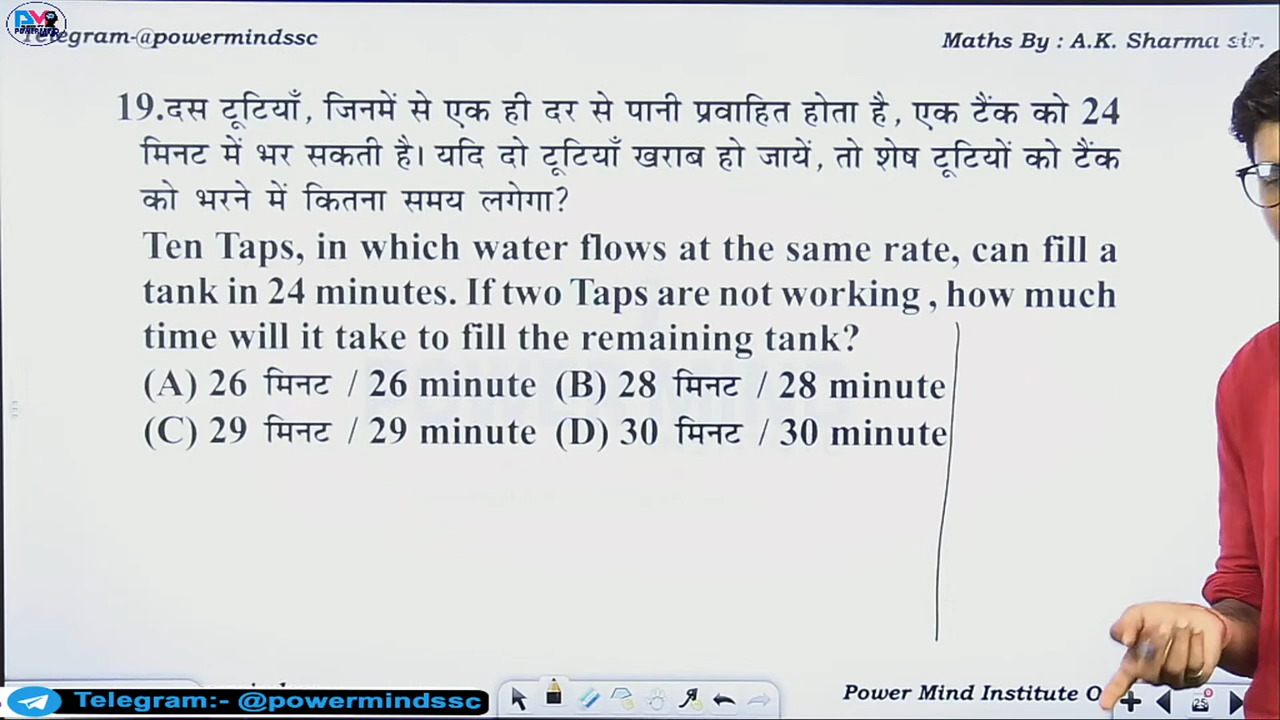 Telegram-@powermindssc
Maths By : A.K. Sharma sir.
19.दस टूटियाँ, जिनमें से एक ही दर से पानी प्रवाहित होता है, एक टैंक को 24
मिनट में भर सकती है। यदि दो टूटियाँ खराब हो जायें, तो शेष टूटियों को टैंक
को भरने में कितना समय लगेगा?
Ten Taps, in which water flows at the same rate, can fill a
tank in 24 minutes. If two Taps are not working , how much
time will it take to fill the remaining tank?
(A) 26 मिनट / 26 minute (B) 28 मिनट / 28 minute
(C) 29 मिनट / 29 minute (D) 30 मिनट / 30 minute
Telegram:- @powermindssc
Power Mind Institute
25